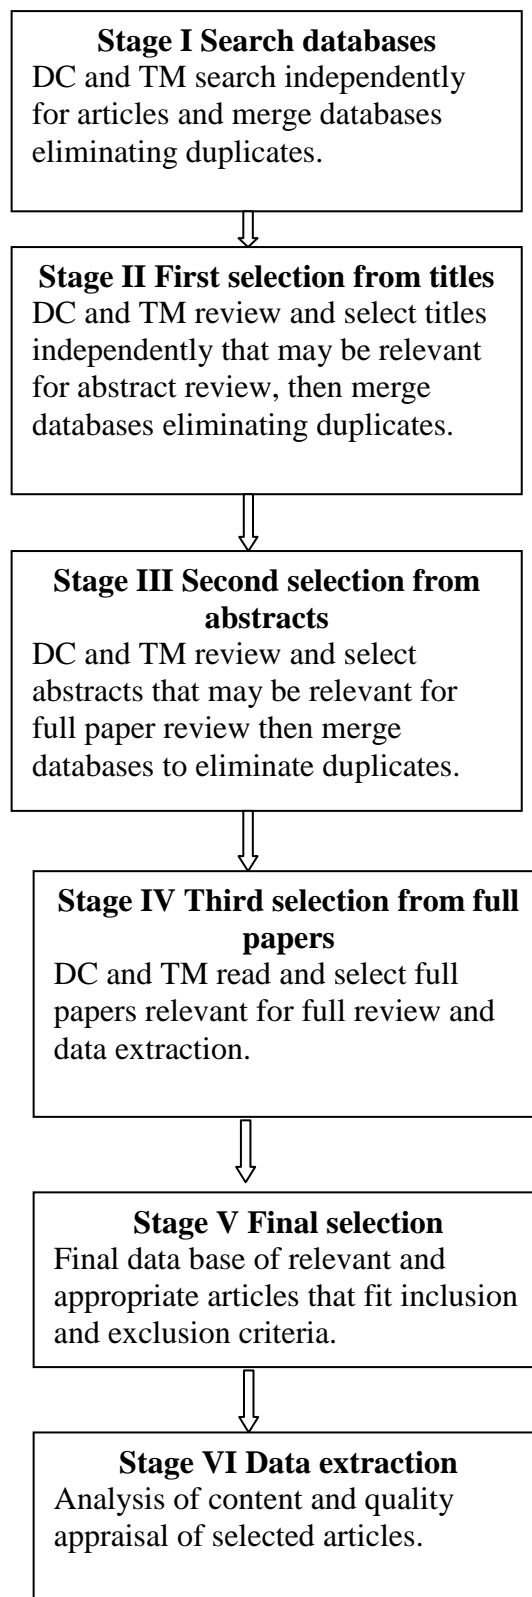 Stage I Search databases
DC and TM search independently
for articles and merge databases
eliminating duplicates.
Stage II First selection from titles
DC and TM review and select titles
independently that may be relevant
for abstract review, then merge
databases eliminating duplicates.
Stage III Second selection from
abstracts
DC and TM review and select
abstracts that may be relevant for
full paper review then merge
databases to eliminate duplicates.
Stage IV Third selection from full
papers
DC and TM read and select full
papers relevant for full review and
data extraction.
Stage V Final selection
Final data base of relevant and
appropriate articles that fit inclusion
and exclusion criteria.
Stage VI Data extraction
Analysis of content and quality
appraisal of selected articles.